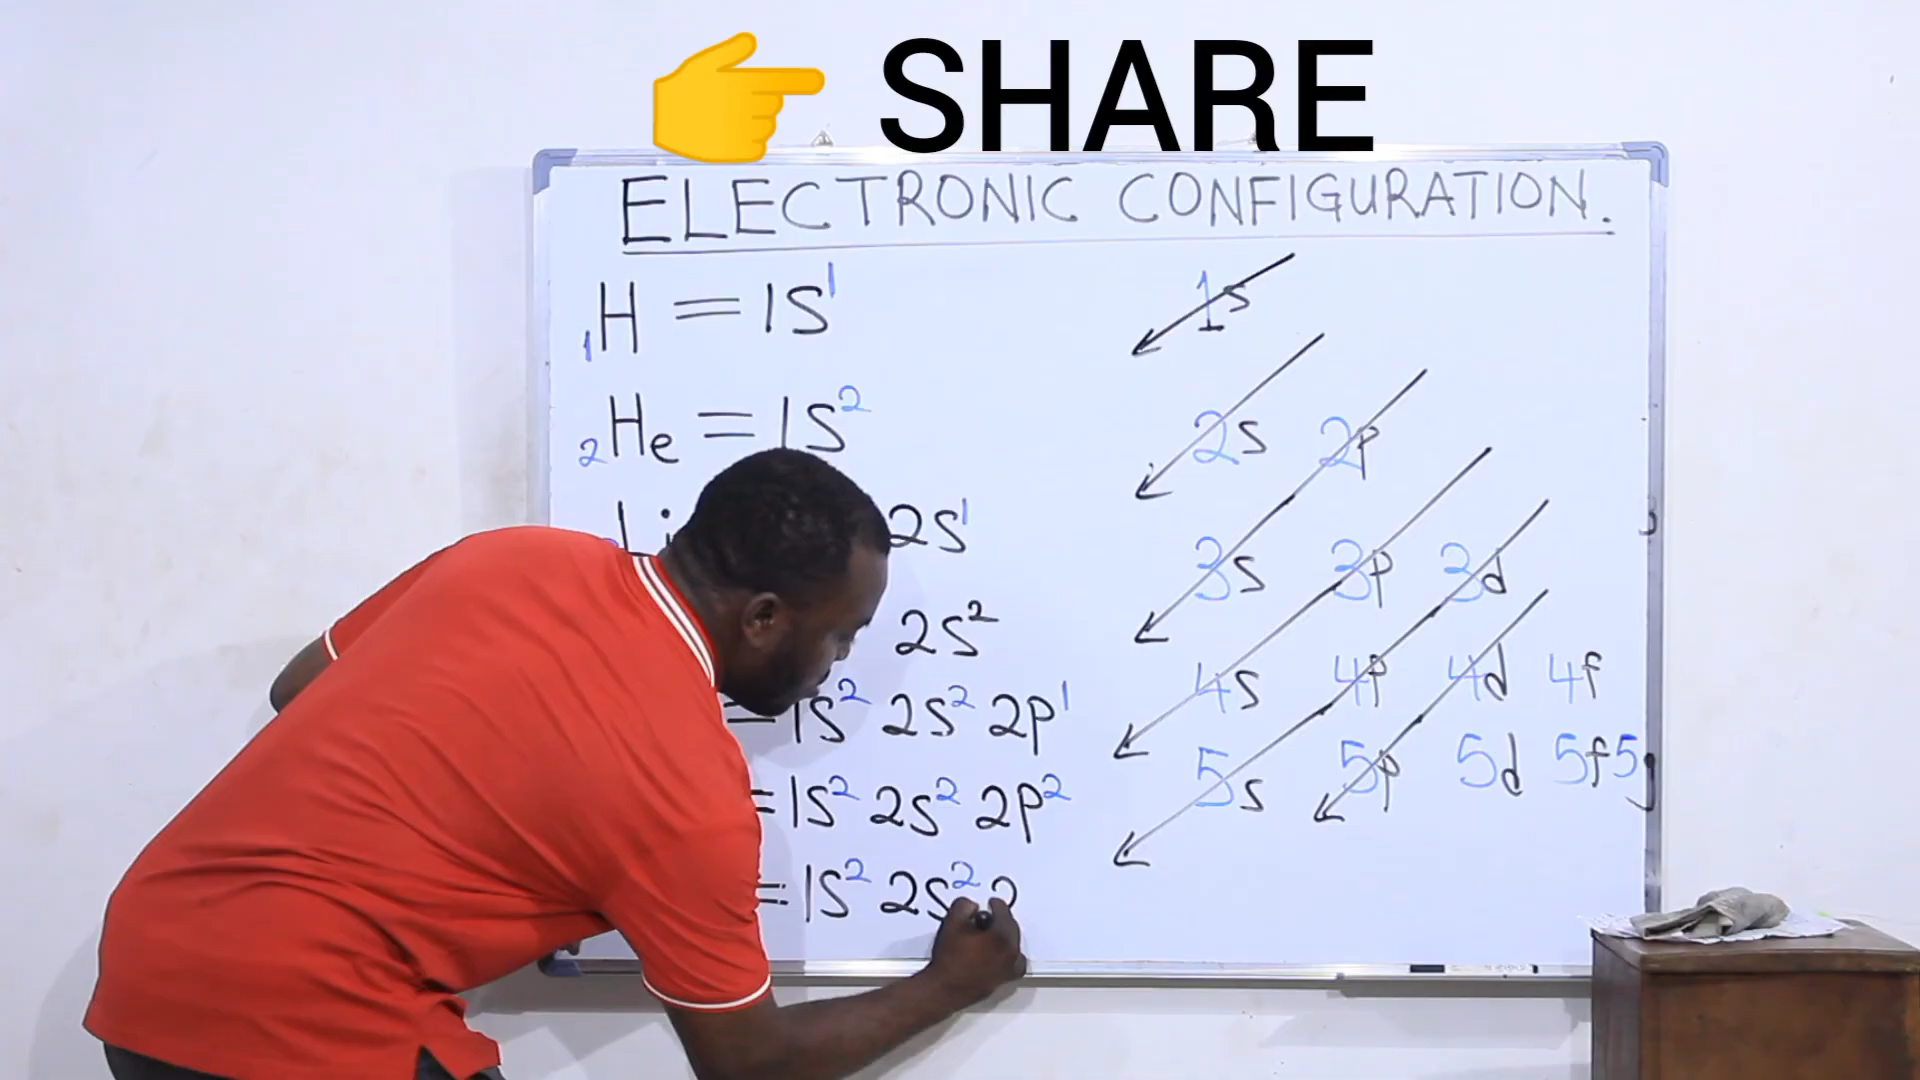 👉 SHARE
ELECTRONIC CONFIGURATION.
₁H = 1S¹
₂He = 1S²
Li 2S¹
2S²
= 1S² 2S² 2P¹
= 1S² 2S² 2P²
= 1S² 2S² 2
1s
2s 2p
3s 3p 3d
4s 4p 4d 4f
5s 5p 5d 5f 5g